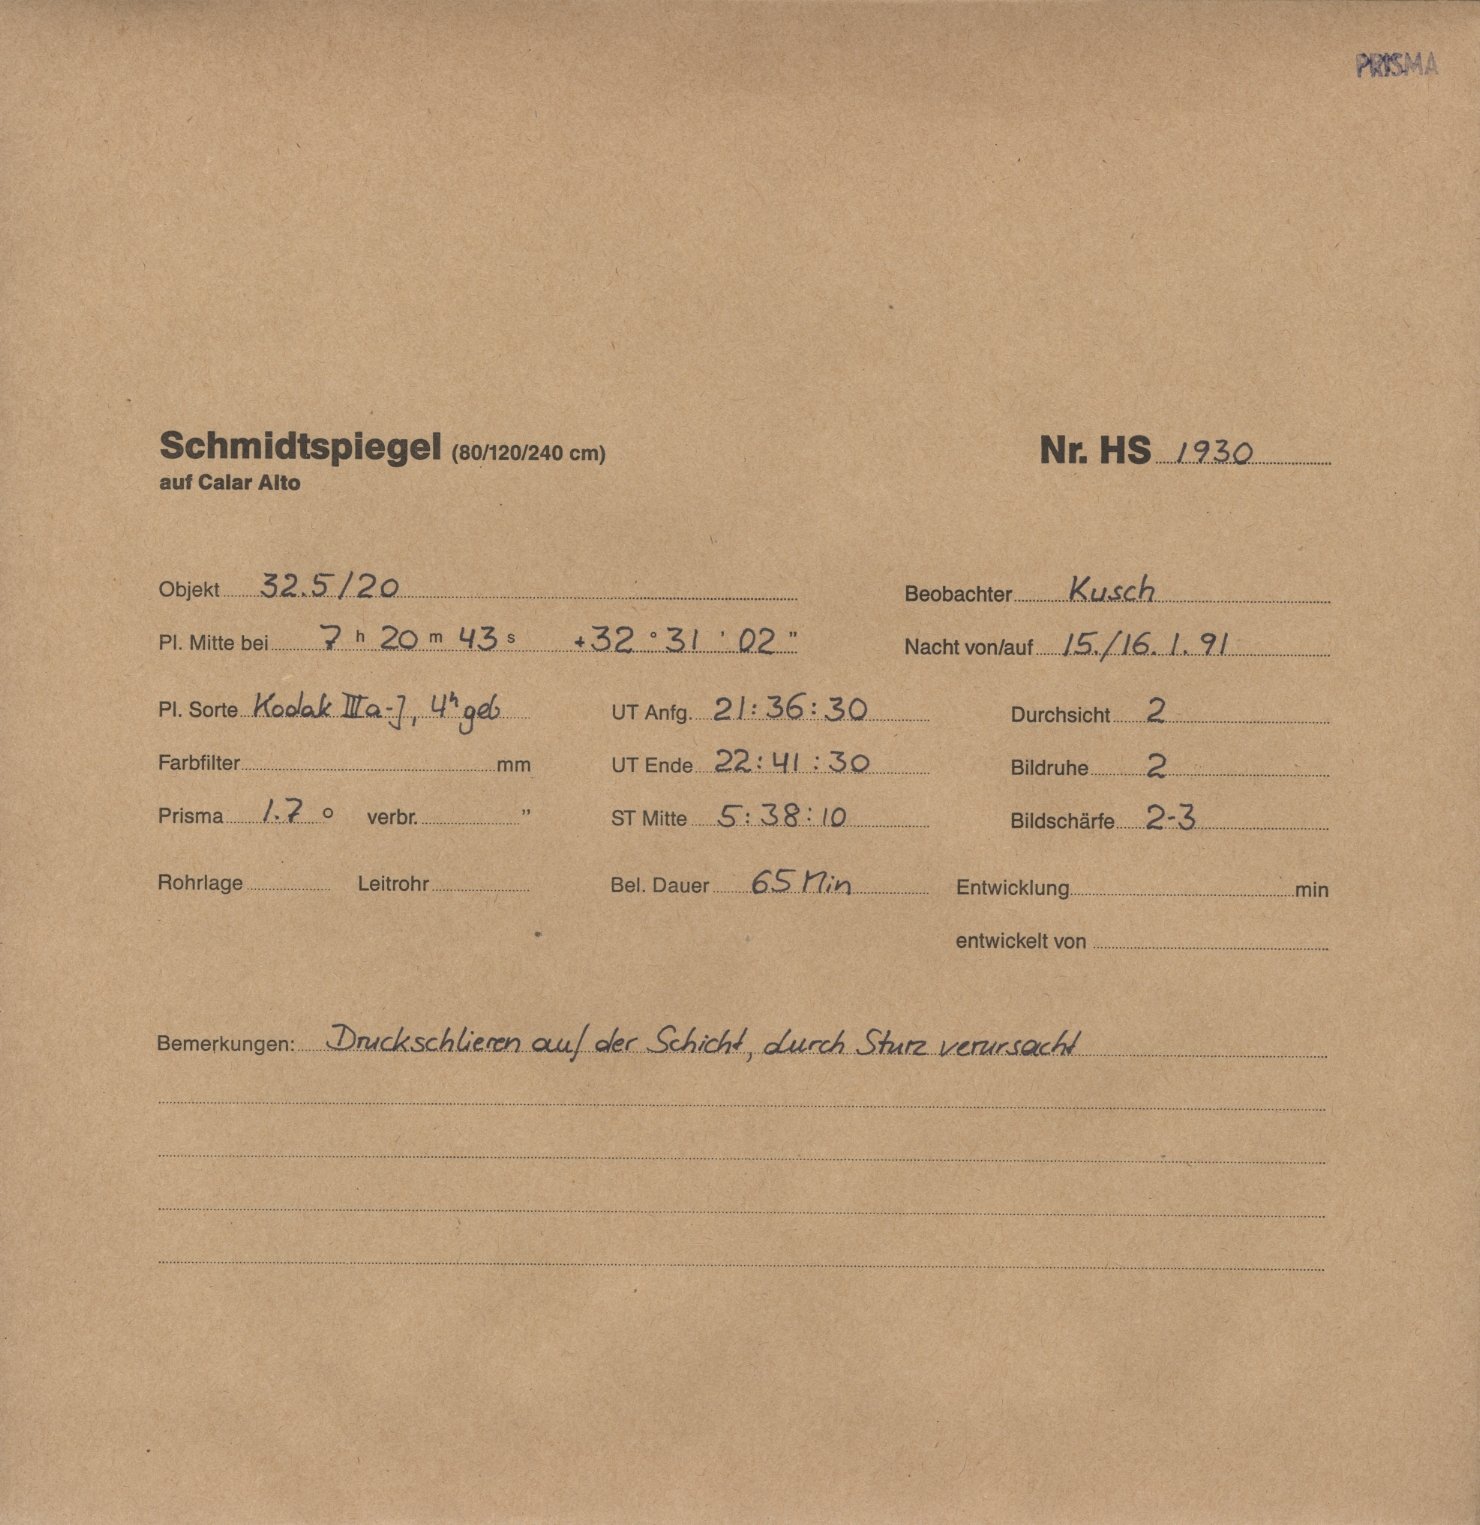 PRISMA
Schmidtspiegel (80/120/240 cm)
auf Calar Alto
Nr. HS 1930
Objekt 32.5/20
Beobachter Kusch
Pl. Mitte bei 7 h 20 m 43 s +32 ° 31 ' 02 "
Nacht von/auf 15./16. 1. 91
Pl. Sorte Kodak IIIa-J, 4h geb
UT Anfg. 21:36:30
Durchsicht 2
Farbfilter mm
UT Ende 22:41:30
Bildruhe 2
Prisma 1.7 ° verbr. "
ST Mitte 5:38:10
Bildschärfe 2-3
Rohrlage Leitrohr
Bel. Dauer 65 Min
Entwicklung min
entwickelt von
Bemerkungen: Druckschlieren auf der Schicht, durch Sturz verursacht